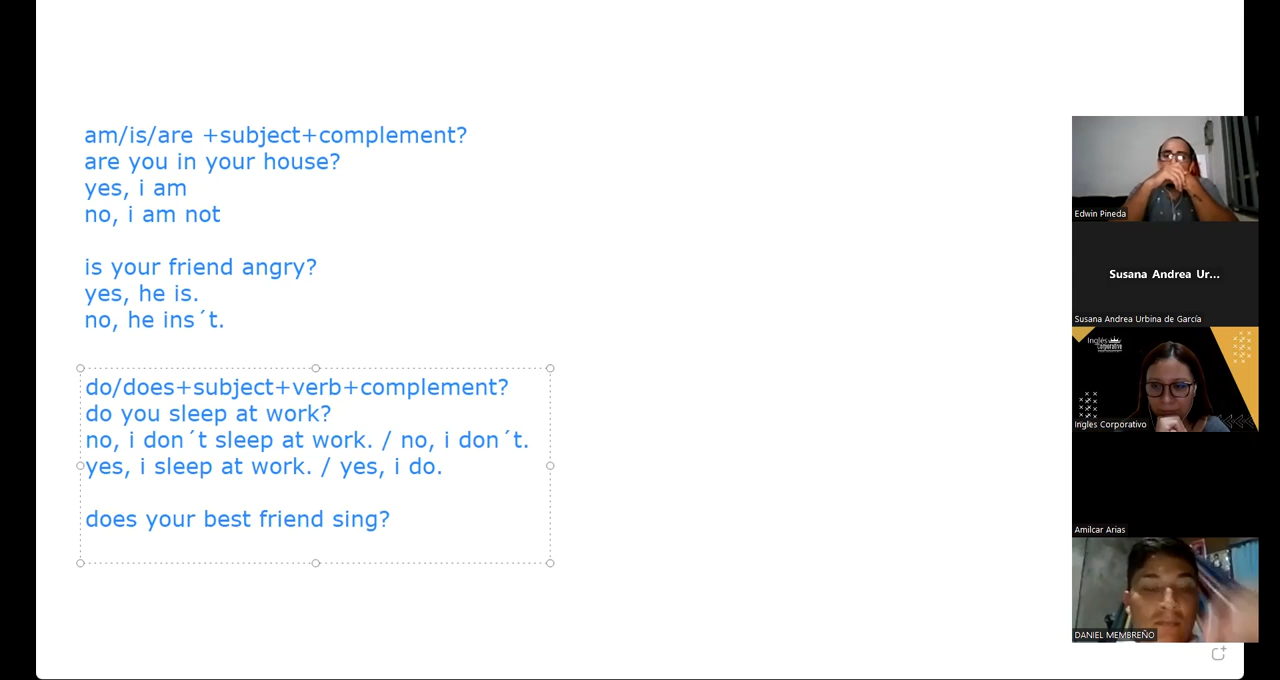 am/is/are +subject+complement?
are you in your house?
yes, i am
no, i am not
is your friend angry?
yes, he is.
no, he ins´t.
do/does+subject+verb+complement?
do you sleep at work?
no, i don´t sleep at work. / no, i don´t.
yes, i sleep at work. / yes, i do.
does your best friend sing?
Edwin Pineda
Susana Andrea Ur...
Susana Andrea Urbina de García
Inglés
Corporativo
Ingles Corporativo
Amilcar Arias
DANIEL MEMBREÑO